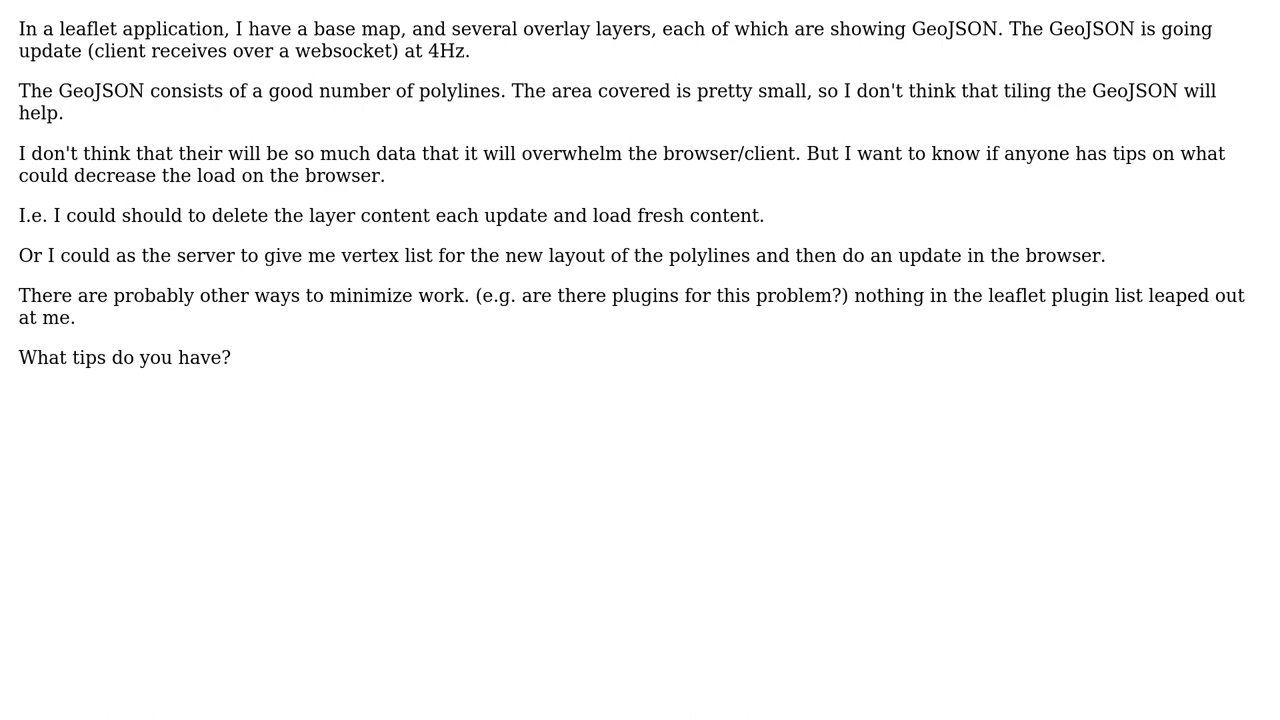 In a leaflet application, I have a base map, and several overlay layers, each of which are showing GeoJSON. The GeoJSON is going
update (client receives over a websocket) at 4Hz.
The GeoJSON consists of a good number of polylines. The area covered is pretty small, so I don't think that tiling the GeoJSON will
help.
I don't think that their will be so much data that it will overwhelm the browser/client. But I want to know if anyone has tips on what
could decrease the load on the browser.
I.e. I could should to delete the layer content each update and load fresh content.
Or I could as the server to give me vertex list for the new layout of the polylines and then do an update in the browser.
There are probably other ways to minimize work. (e.g. are there plugins for this problem?) nothing in the leaflet plugin list leaped out
at me.
What tips do you have?